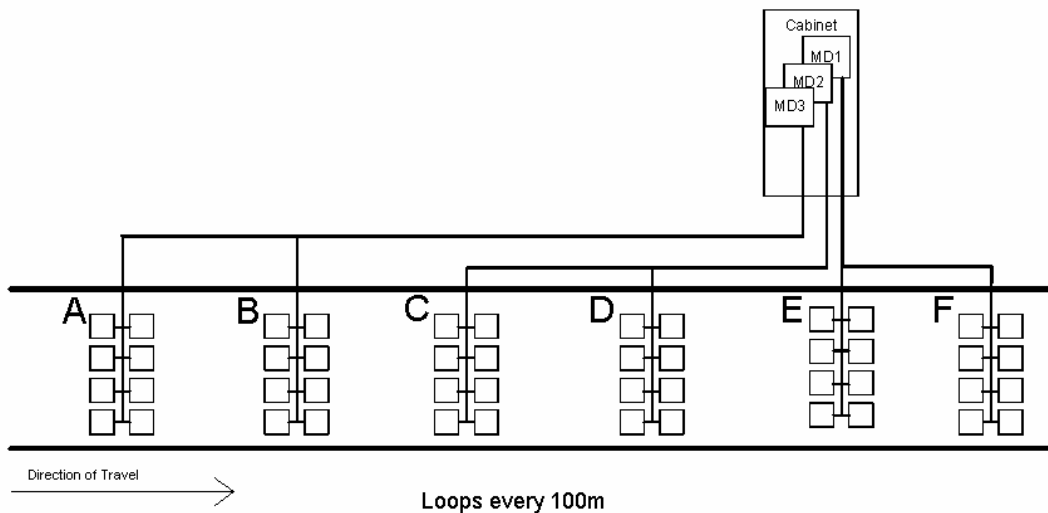 Cabinet
MD1
MD2
MD3
A
B
C
D
E
F
Direction of Travel
Loops every 100m